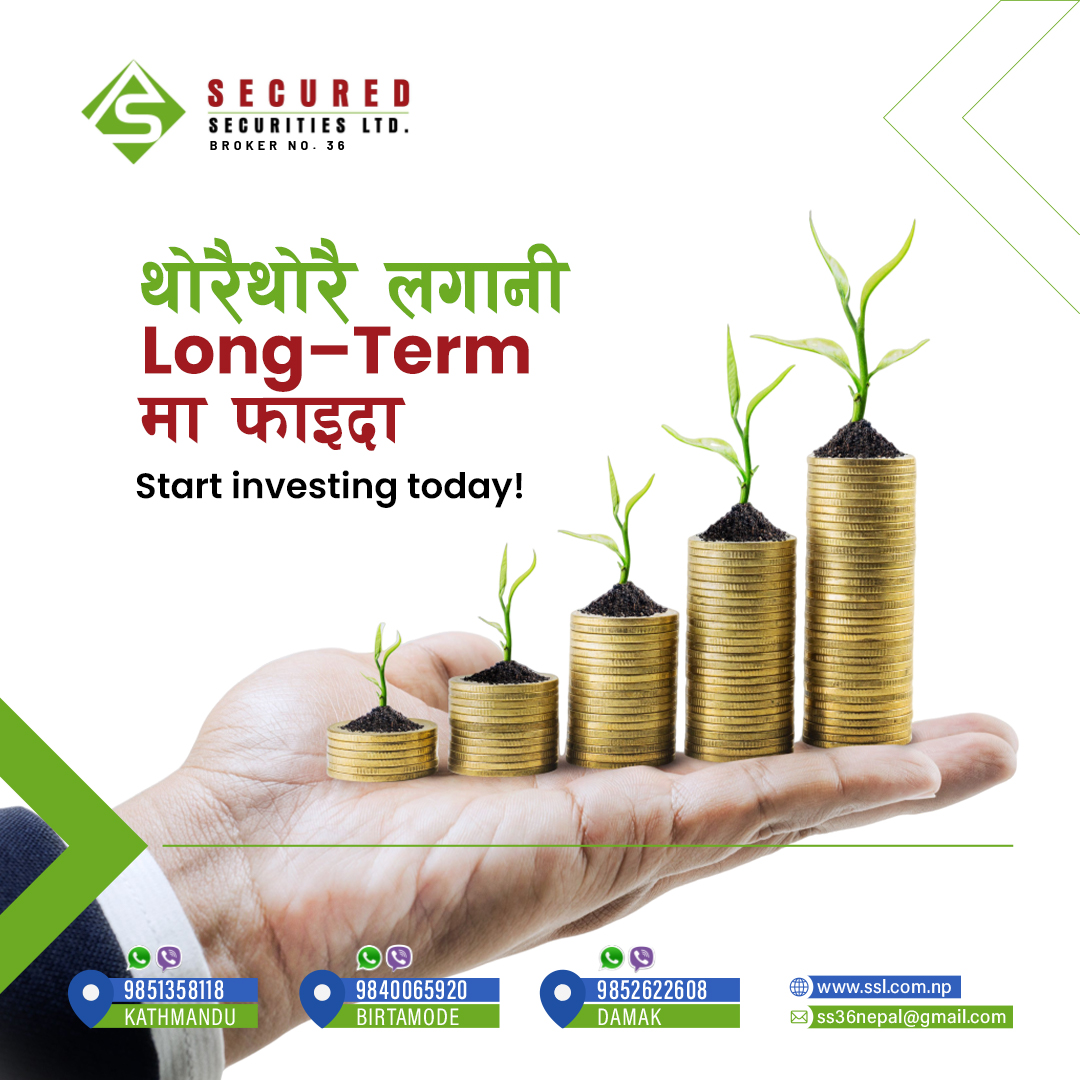 SECURED
SECURITIES LTD.
BROKER NO. 36
थोरैथोरै लगानी
Long-Term
मा फाइदा
Start investing today!
9851358118
KATHMANDU
9840065920
BIRTAMODE
9852622608
DAMAK
www.ssl.com.np
ss36nepal@gmail.com